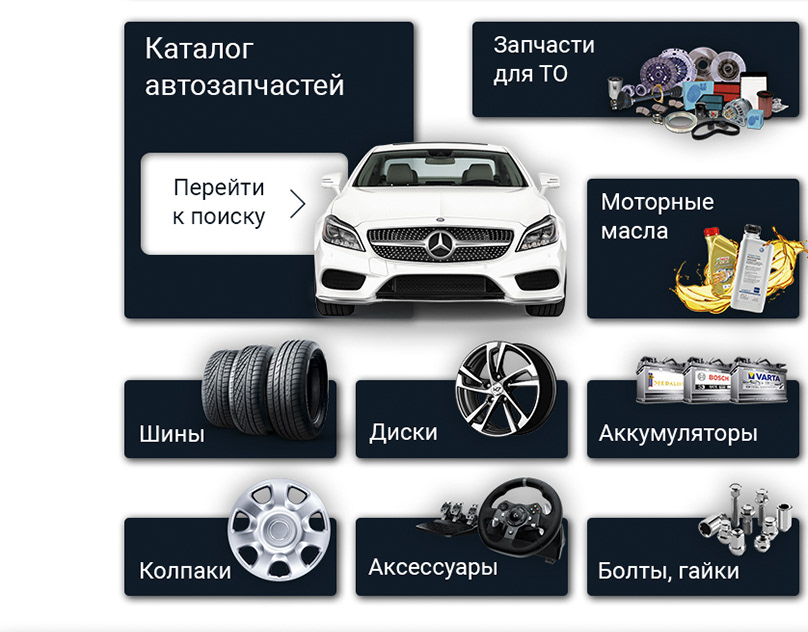 Каталог
автозапчастей
Перейти
к поиску
Запчасти
для ТО
Моторные
масла
Шины
Диски
BOSCH
VARTA
Аккумуляторы
Колпаки
Аксессуары
Болты, гайки